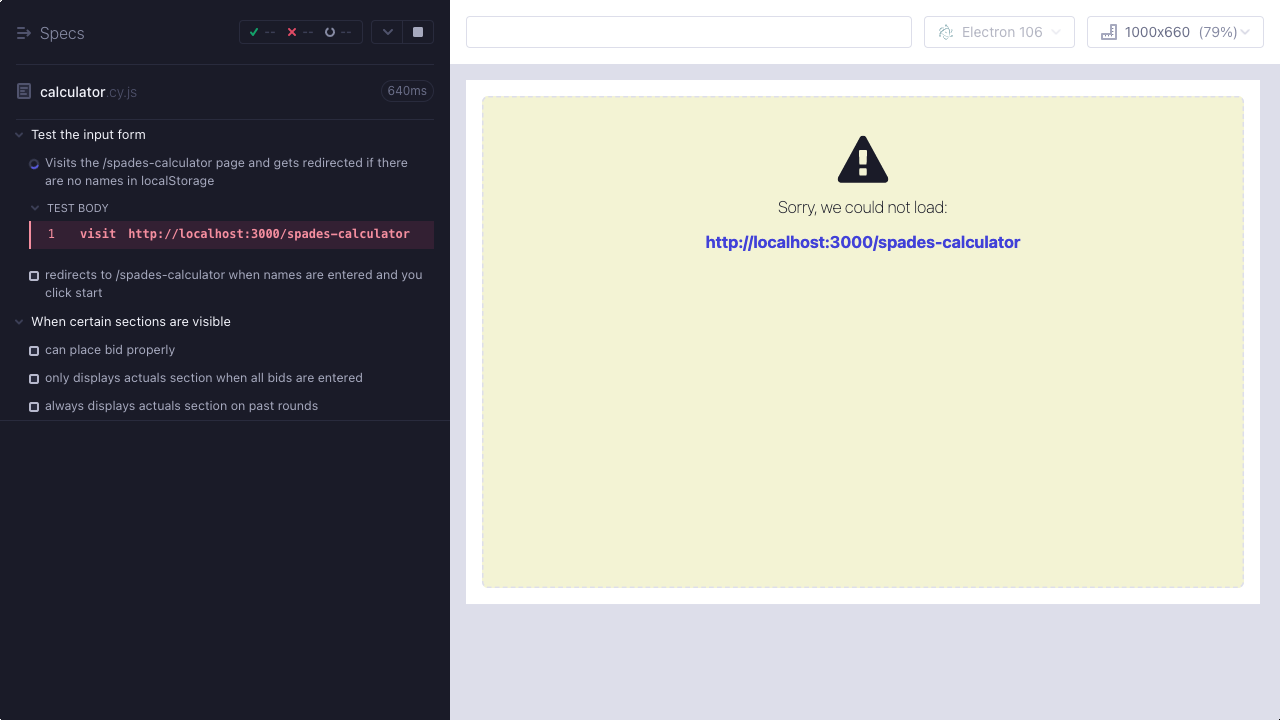 Specs
--
--
--
Electron 106
1000x660 (79%)
calculator.cy.js
640ms
Test the input form
Visits the /spades-calculator page and gets redirected if there
are no names in localStorage
TEST BODY
1 visit http://localhost:3000/spades-calculator
redirects to /spades-calculator when names are entered and you
click start
When certain sections are visible
can place bid properly
only displays actuals section when all bids are entered
always displays actuals section on past rounds
Sorry, we could not load:
http://localhost:3000/spades-calculator